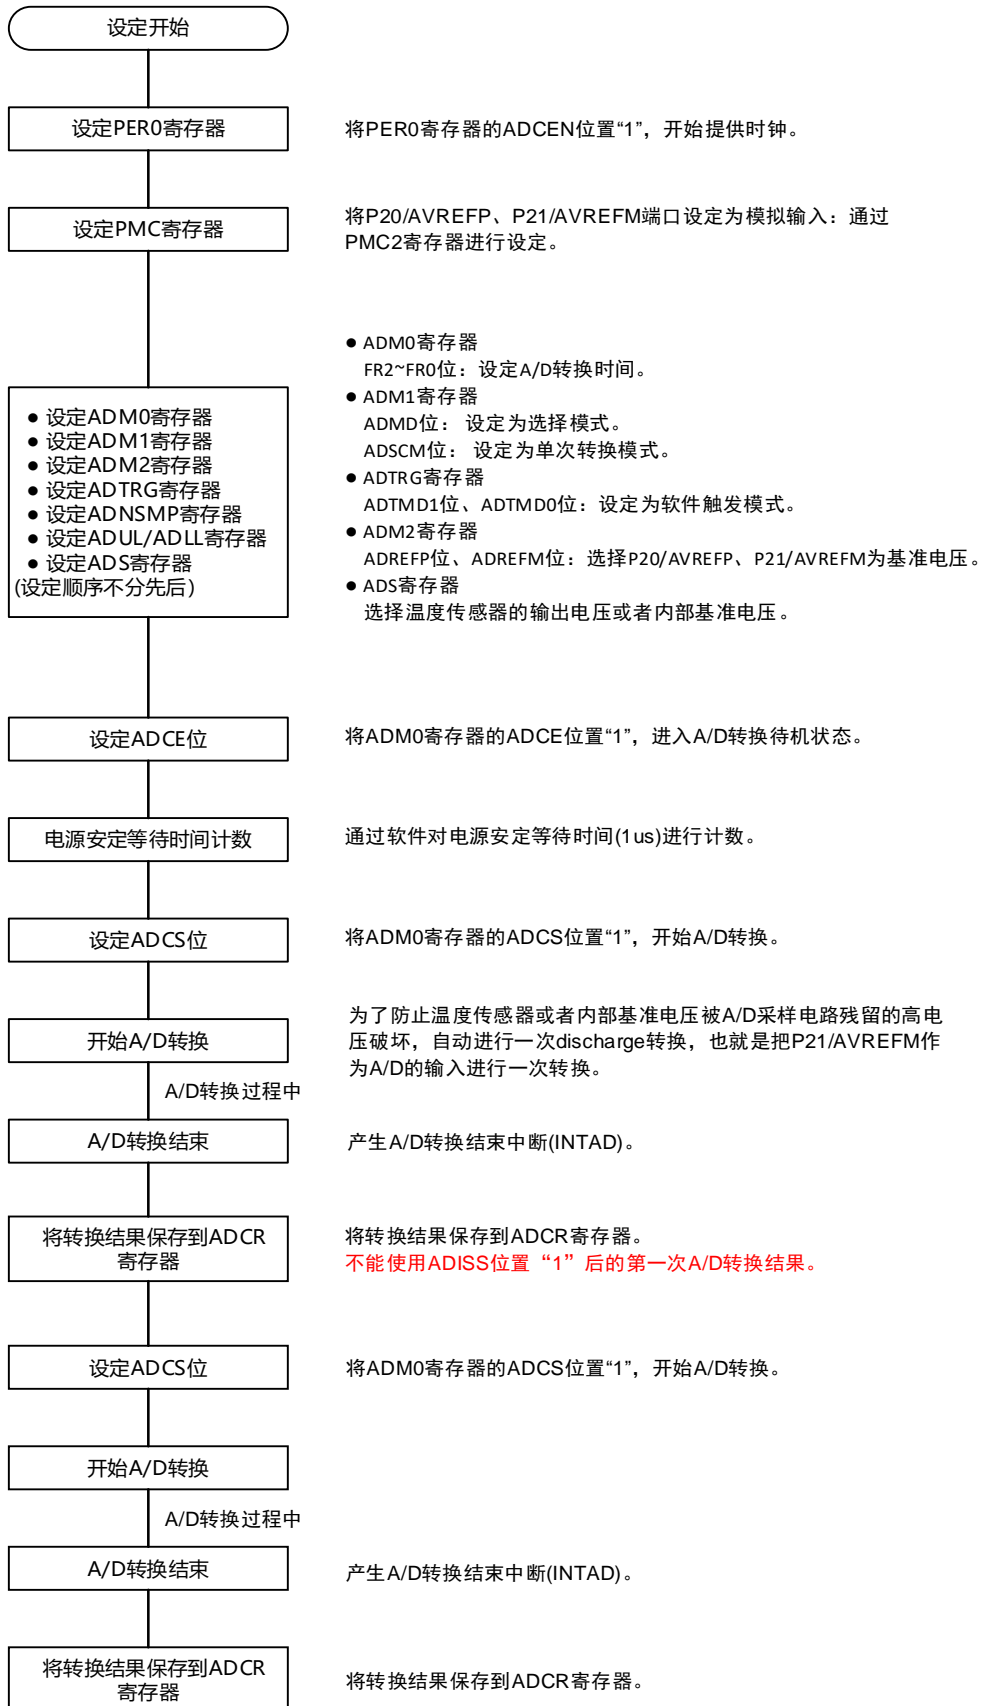 设定开始
设定PER0寄存器
将PER0寄存器的ADCEN位置“1”，开始提供时钟。
设定PMC寄存器
将P20/AVREFP、P21/AVREFM端口设定为模拟输入：通过
PMC2寄存器进行设定。
● 设定ADM0寄存器
● 设定ADM1寄存器
● 设定ADM2寄存器
● 设定ADTRG寄存器
● 设定ADNSMP寄存器
● 设定ADUL/ADLL寄存器
● 设定ADS寄存器
(设定顺序不分先后)
● ADM0寄存器
FR2~FR0位：设定A/D转换时间。
● ADM1寄存器
ADMD位： 设定为选择模式。
ADSCM位： 设定为单次转换模式。
● ADTRG寄存器
ADTMD1位、ADTMD0位：设定为软件触发模式。
● ADM2寄存器
ADREFP位、ADREFM位：选择P20/AVREFP、P21/AVREFM为基准电压。
● ADS寄存器
选择温度传感器的输出电压或者内部基准电压。
设定ADCE位
将ADM0寄存器的ADCE位置“1”，进入A/D转换待机状态。
电源安定等待时间计数
通过软件对电源安定等待时间(1us)进行计数。
设定ADCS位
将ADM0寄存器的ADCS位置“1”，开始A/D转换。
开始A/D转换
为了防止温度传感器或者内部基准电压被A/D采样电路残留的高电
压破坏，自动进行一次discharge转换，也就是把P21/AVREFM作
为A/D的输入进行一次转换。
A/D转换过程中
A/D转换结束
产生A/D转换结束中断(INTAD)。
将转换结果保存到ADCR
寄存器
将转换结果保存到ADCR寄存器。
不能使用ADISS位置“1”后的第一次A/D转换结果。
设定ADCS位
将ADM0寄存器的ADCS位置“1”，开始A/D转换。
开始A/D转换
A/D转换过程中
A/D转换结束
产生A/D转换结束中断(INTAD)。
将转换结果保存到ADCR
寄存器
将转换结果保存到ADCR寄存器。